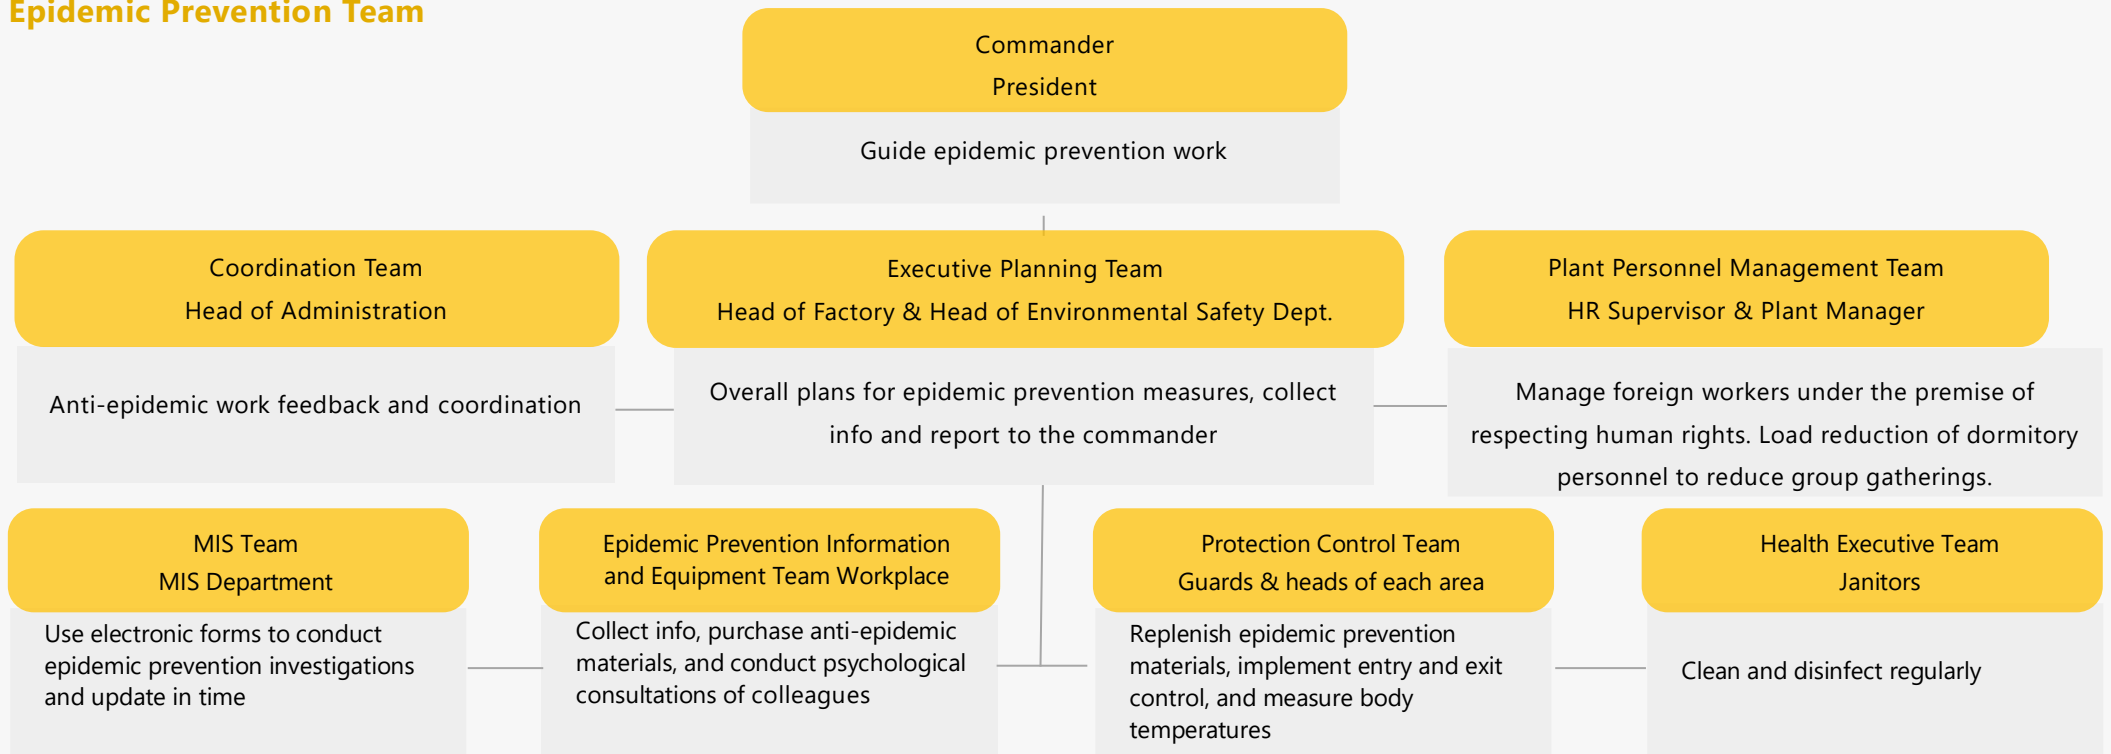 Epidemic Prevention Team
Commander
President
Guide epidemic prevention work
Coordination Team
Head of Administration
Anti-epidemic work feedback and coordination
Executive Planning Team
Head of Factory & Head of Environmental Safety Dept.
Overall plans for epidemic prevention measures, collect
info and report to the commander
Plant Personnel Management Team
HR Supervisor & Plant Manager
Manage foreign workers under the premise of
respecting human rights. Load reduction of dormitory
personnel to reduce group gatherings.
MIS Team
MIS Department
Use electronic forms to conduct
epidemic prevention investigations
and update in time
Epidemic Prevention Information
and Equipment Team Workplace
Collect info, purchase anti-epidemic
materials, and conduct psychological
consultations of colleagues
Protection Control Team
Guards & heads of each area
Replenish epidemic prevention
materials, implement entry and exit
control, and measure body
temperatures
Health Executive Team
Janitors
Clean and disinfect regularly